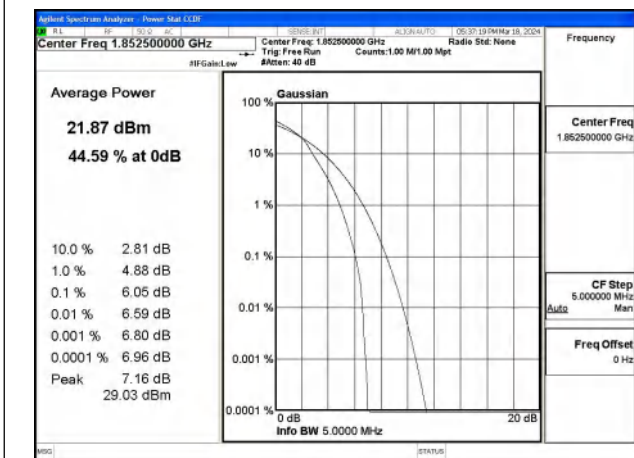 Agilent Spectrum Analyzer - Power Stat CCDF
RL RF 50 Ω AC SENSE:INT ALIGN AUTO 05:37:19 PM Mar 18, 2024
Center Freq 1.852500000 GHz
Center Freq: 1.852500000 GHz Radio Std: None
Trig: Free Run Counts:1.00 M/1.00 Mpt
#IFGain:Low #Atten: 40 dB
Frequency
Average Power
21.87 dBm
44.59 % at 0dB
10.0 % 2.81 dB
1.0 % 4.88 dB
0.1 % 6.05 dB
0.01 % 6.59 dB
0.001 % 6.80 dB
0.0001 % 6.96 dB
Peak 7.16 dB
29.03 dBm
Gaussian
100 %
10 %
1 %
0.1 %
0.01 %
0.001 %
0.0001 %
0 dB 20 dB
Info BW 5.0000 MHz
Center Freq
1.852500000 GHz
CF Step
5.000000 MHz
Auto Man
Freq Offset
0 Hz
MSG STATUS